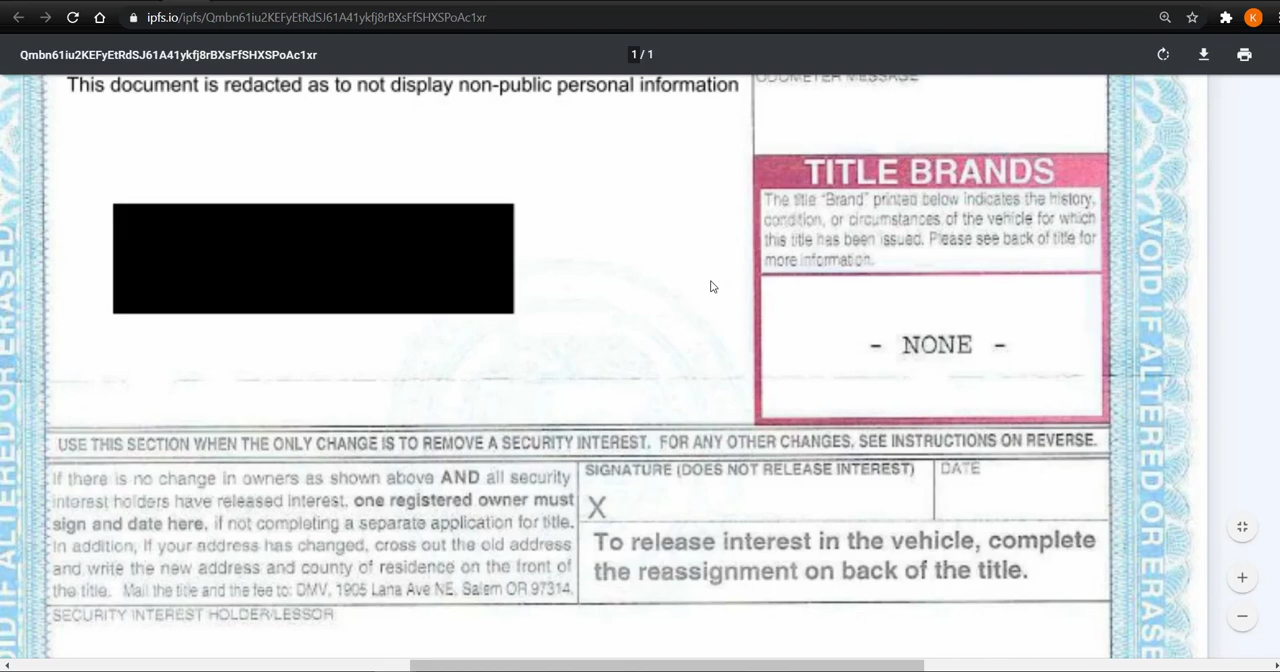 ipfs.io/ipfs/Qmbn61iu2KEFyEtRdSJ61A41ykfj8rBXsFfSHXSPoAc1xr
K
Qmbn61iu2KEFyEtRdSJ61A41ykfj8rBXsFfSHXSPoAc1xr
1 / 1
This document is redacted as to not display non-public personal information
ODOMETER MESSAGE
TITLE BRANDS
The title "Brand" printed below indicates the history,
condition, or circumstances of the vehicle for which
this title has been issued. Please see back of title for
more information.
- NONE -
USE THIS SECTION WHEN THE ONLY CHANGE IS TO REMOVE A SECURITY INTEREST. FOR ANY OTHER CHANGES, SEE INSTRUCTIONS ON REVERSE.
If there is no change in owners as shown above AND all security
interest holders have released interest, one registered owner must
sign and date here, if not completing a separate application for title.
In addition, If your address has changed, cross out the old address
and write the new address and county of residence on the front of
the title. Mail the title and the fee to: DMV, 1905 Lana Ave NE, Salem OR 97314.
SIGNATURE (DOES NOT RELEASE INTEREST)
DATE
X
To release interest in the vehicle, complete
the reassignment on back of the title.
SECURITY INTEREST HOLDER/LESSOR
VOID IF ALTERED OR ERASE
OID IF ALTERED OR ERASED